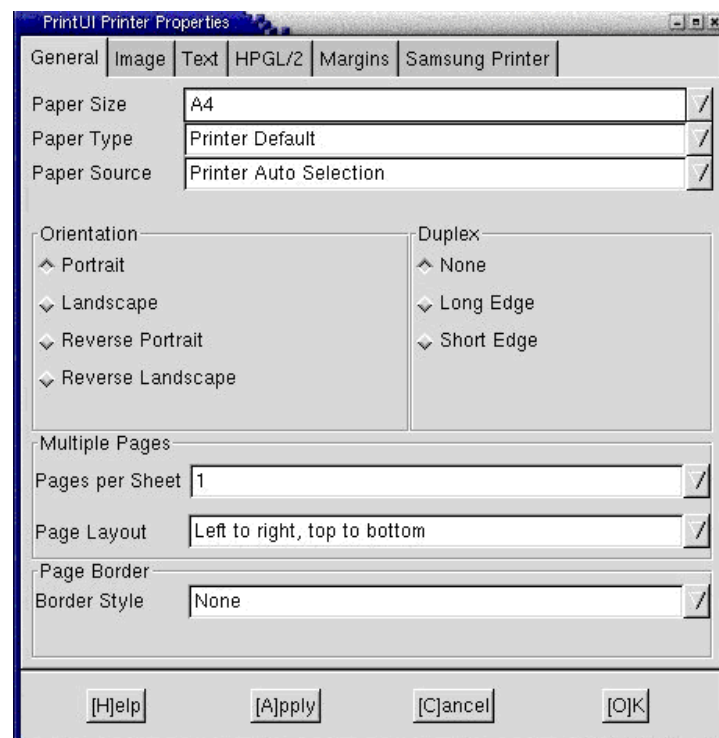 PrintUI Printer Properties
General Image Text HPGL/2 Margins Samsung Printer
Paper Size A4
Paper Type Printer Default
Paper Source Printer Auto Selection
Orientation
Portrait
Landscape
Reverse Portrait
Reverse Landscape
Duplex
None
Long Edge
Short Edge
Multiple Pages
Pages per Sheet 1
Page Layout Left to right, top to bottom
Page Border
Border Style None
[H]elp [A]pply [C]ancel [O]K